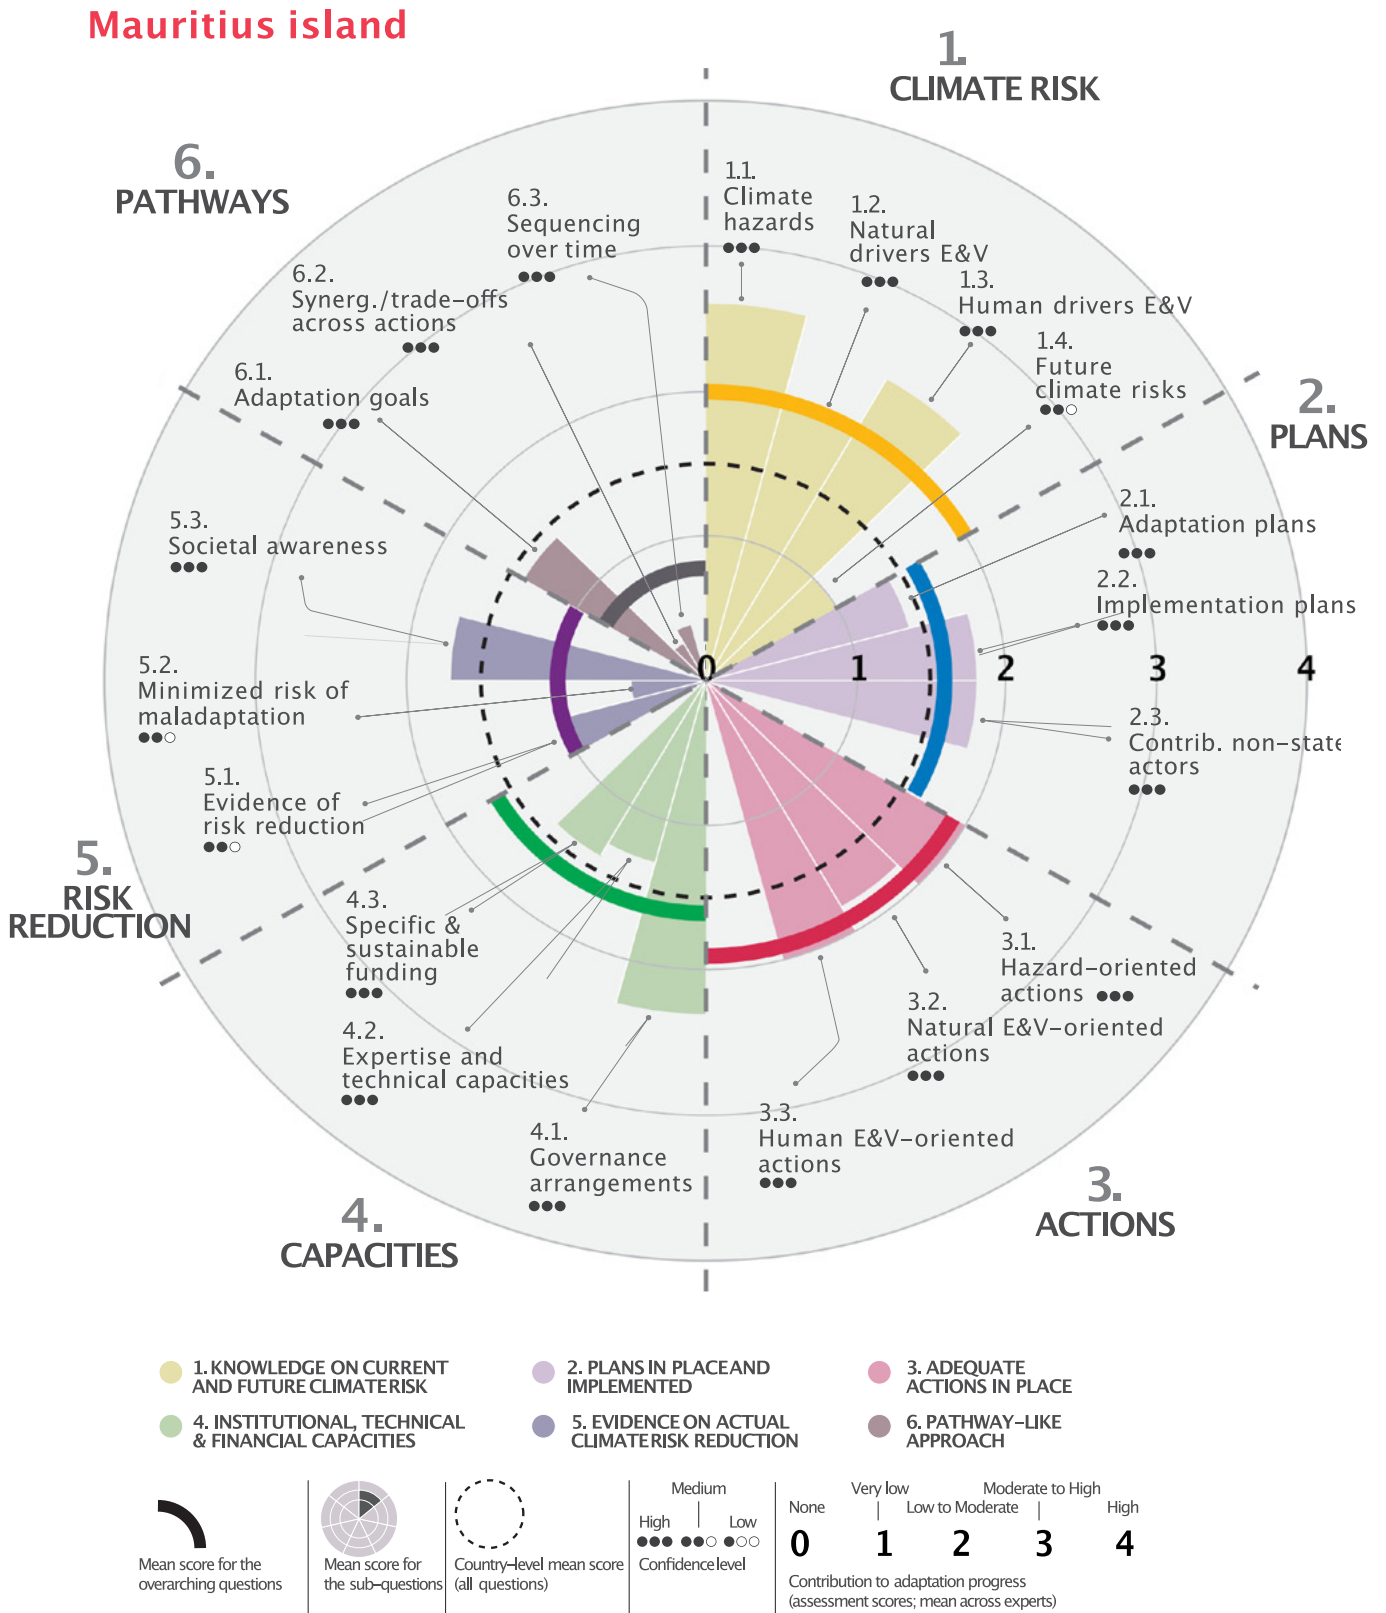 Mauritius island
1.
CLIMATE RISK
6.
PATHWAYS
1.1.
Climate
hazards
1.2.
Natural
drivers E&V
1.3.
Human drivers E&V
1.4.
Future
climate risks
6.3.
Sequencing
over time
6.2.
Synerg./trade-offs
across actions
6.1.
Adaptation goals
2.
PLANS
2.1.
Adaptation plans
2.2.
Implementation plans
2.3.
Contrib. non-state
actors
5.3.
Societal awareness
5.2.
Minimized risk of
maladaptation
5.1.
Evidence of
risk reduction
0 1 2 3 4
5.
RISK
REDUCTION
4.3.
Specific &
sustainable
funding
4.2.
Expertise and
technical capacities
4.1.
Governance
arrangements
3.1.
Hazard-oriented
actions
3.2.
Natural E&V-oriented
actions
3.3.
Human E&V-oriented
actions
4.
CAPACITIES
3.
ACTIONS
1. KNOWLEDGE ON CURRENT
AND FUTURE CLIMATE RISK
2. PLANS IN PLACE AND
IMPLEMENTED
3. ADEQUATE
ACTIONS IN PLACE
4. INSTITUTIONAL, TECHNICAL
& FINANCIAL CAPACITIES
5. EVIDENCE ON ACTUAL
CLIMATE RISK REDUCTION
6. PATHWAY-LIKE
APPROACH
Mean score for the
overarching questions
Mean score for
the sub-questions
Country-level mean score
(all questions)
Medium
High Low
Confidence level
Very low Moderate to High
None Low to Moderate High
0 1 2 3 4
Contribution to adaptation progress
(assessment scores; mean across experts)